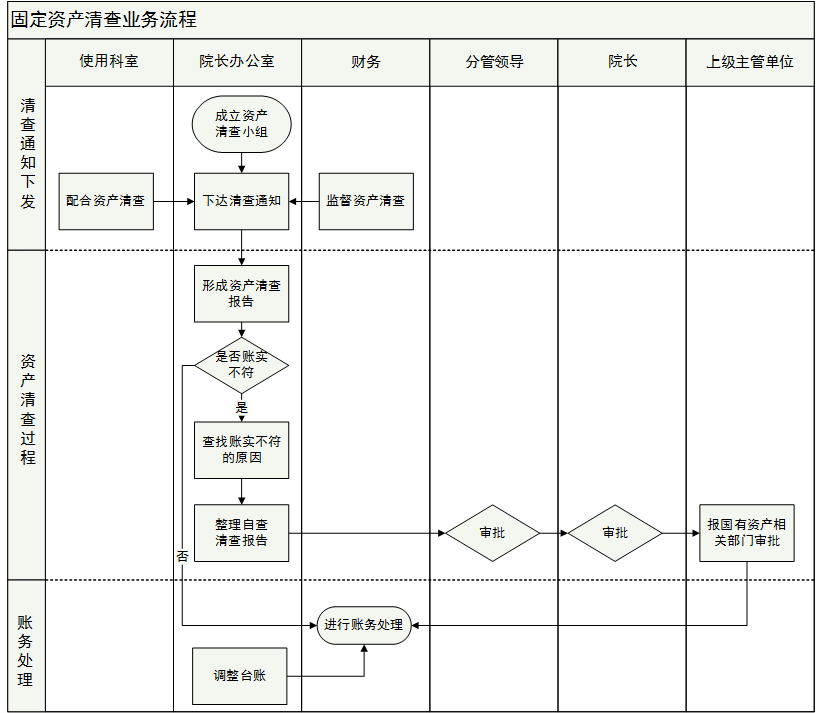 固定资产清查业务流程
使用科室
院长办公室
财务
分管领导
院长
上级主管单位
清查通知下发
成立资产
清查小组
配合资产清查
下达清查通知
监督资产清查
资产清查过程
形成资产清查
报告
是否账实
不符
是
查找账实不符
的原因
整理自查
清查报告
审批
审批
报国有资产相
关部门审批
否
账务处理
进行账务处理
调整台账